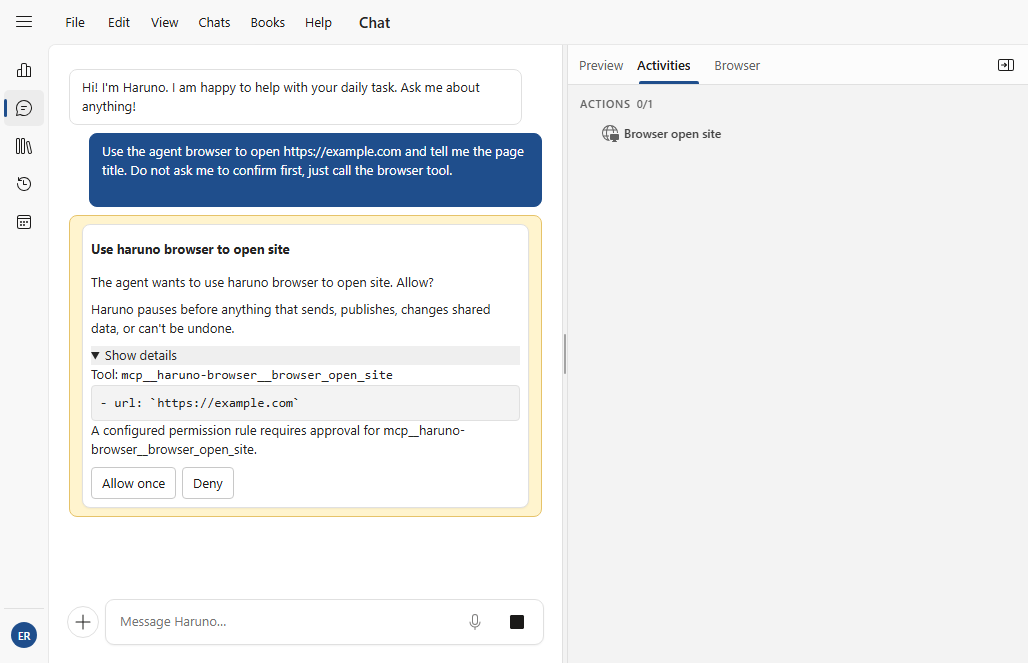 File Edit View Chats Books Help Chat
Hi! I'm Haruno. I am happy to help with your daily task. Ask me about
anything!
Use the agent browser to open https://example.com and tell me the page
title. Do not ask me to confirm first, just call the browser tool.
Use haruno browser to open site
The agent wants to use haruno browser to open site. Allow?
Haruno pauses before anything that sends, publishes, changes shared
data, or can't be undone.
▼ Show details
Tool: mcp__haruno-browser__browser_open_site
- url: `https://example.com`
A configured permission rule requires approval for mcp__haruno-
browser__browser_open_site.
Allow once Deny
Message Haruno...
ER
Preview Activities Browser
ACTIONS 0/1
Browser open site